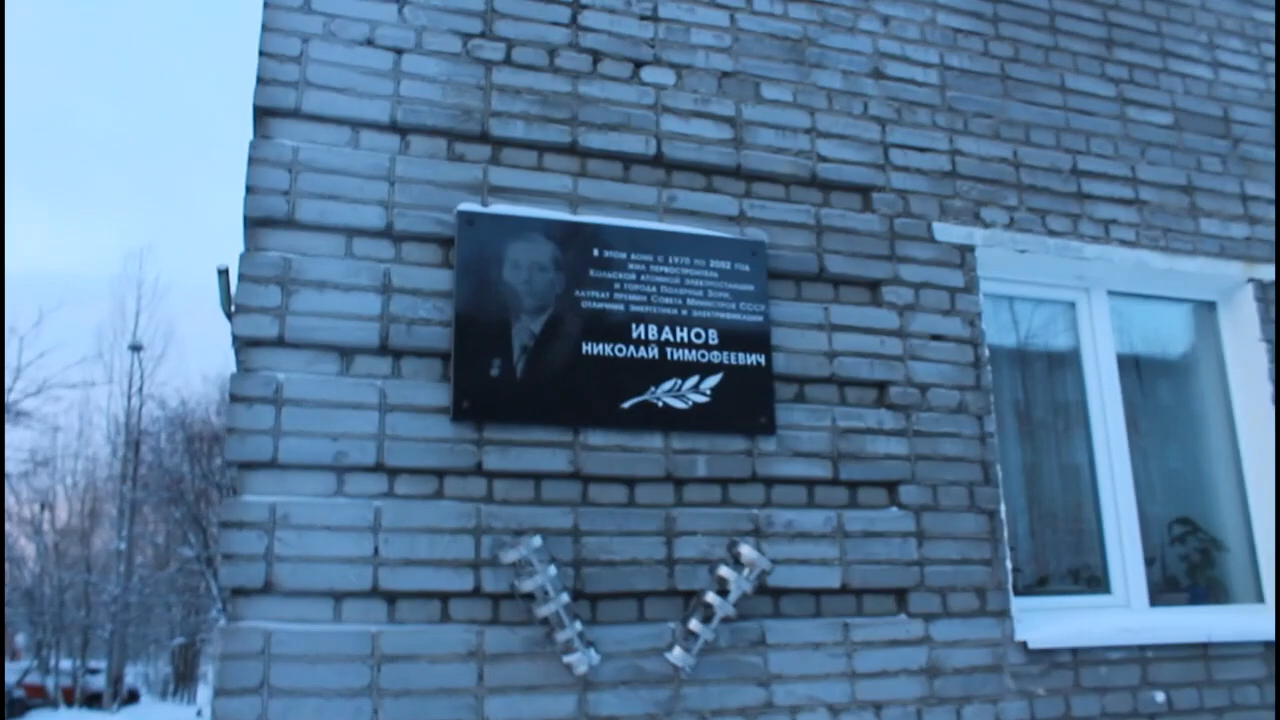 В ЭТОМ ДОМЕ С 1970 ПО 2002 ГОД
ЖИЛ ПЕРВОСТРОИТЕЛЬ
КОЛЬСКОЙ АТОМНОЙ ЭЛЕКТРОСТАНЦИИ
И ГОРОДА ПОЛЯРНЫЕ ЗОРИ,
ЛАУРЕАТ ПРЕМИИ СОВЕТА МИНИСТРОВ СССР
ОТЛИЧНИК ЭНЕРГЕТИКИ И ЭЛЕКТРИФИКАЦИИ
ИВАНОВ
НИКОЛАЙ ТИМОФЕЕВИЧ